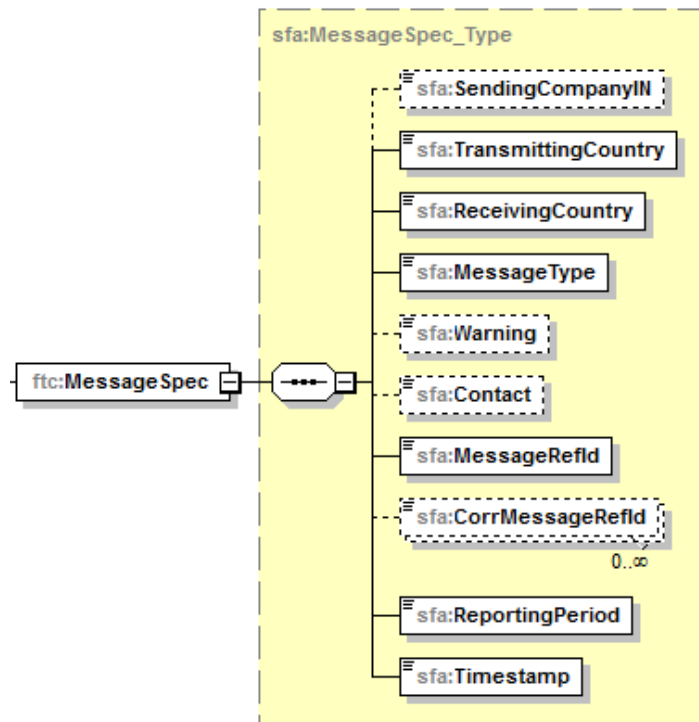 sfa:MessageSpec_Type
sfa:SendingCompanyIN
sfa:TransmittingCountry
sfa:ReceivingCountry
sfa:MessageType
sfa:Warning
ftc:MessageSpec
sfa:Contact
sfa:MessageRefId
sfa:CorrMessageRefId
0..∞
sfa:ReportingPeriod
sfa:Timestamp